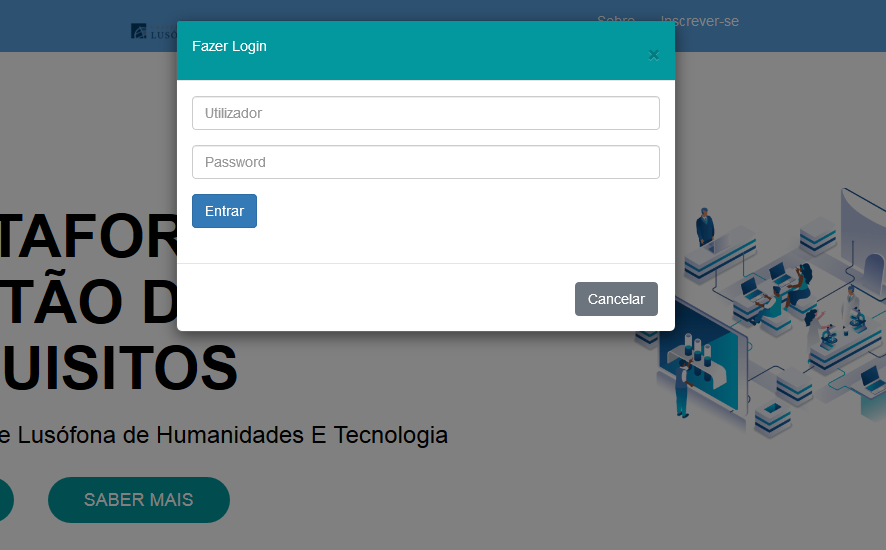 Sobre Inscrever-se
LUSÓ
Fazer Login
×
Utilizador
Password
Entrar
Cancelar
TAFOR
TÃO D
UISITOS
e Lusófona de Humanidades E Tecnologia
SABER MAIS